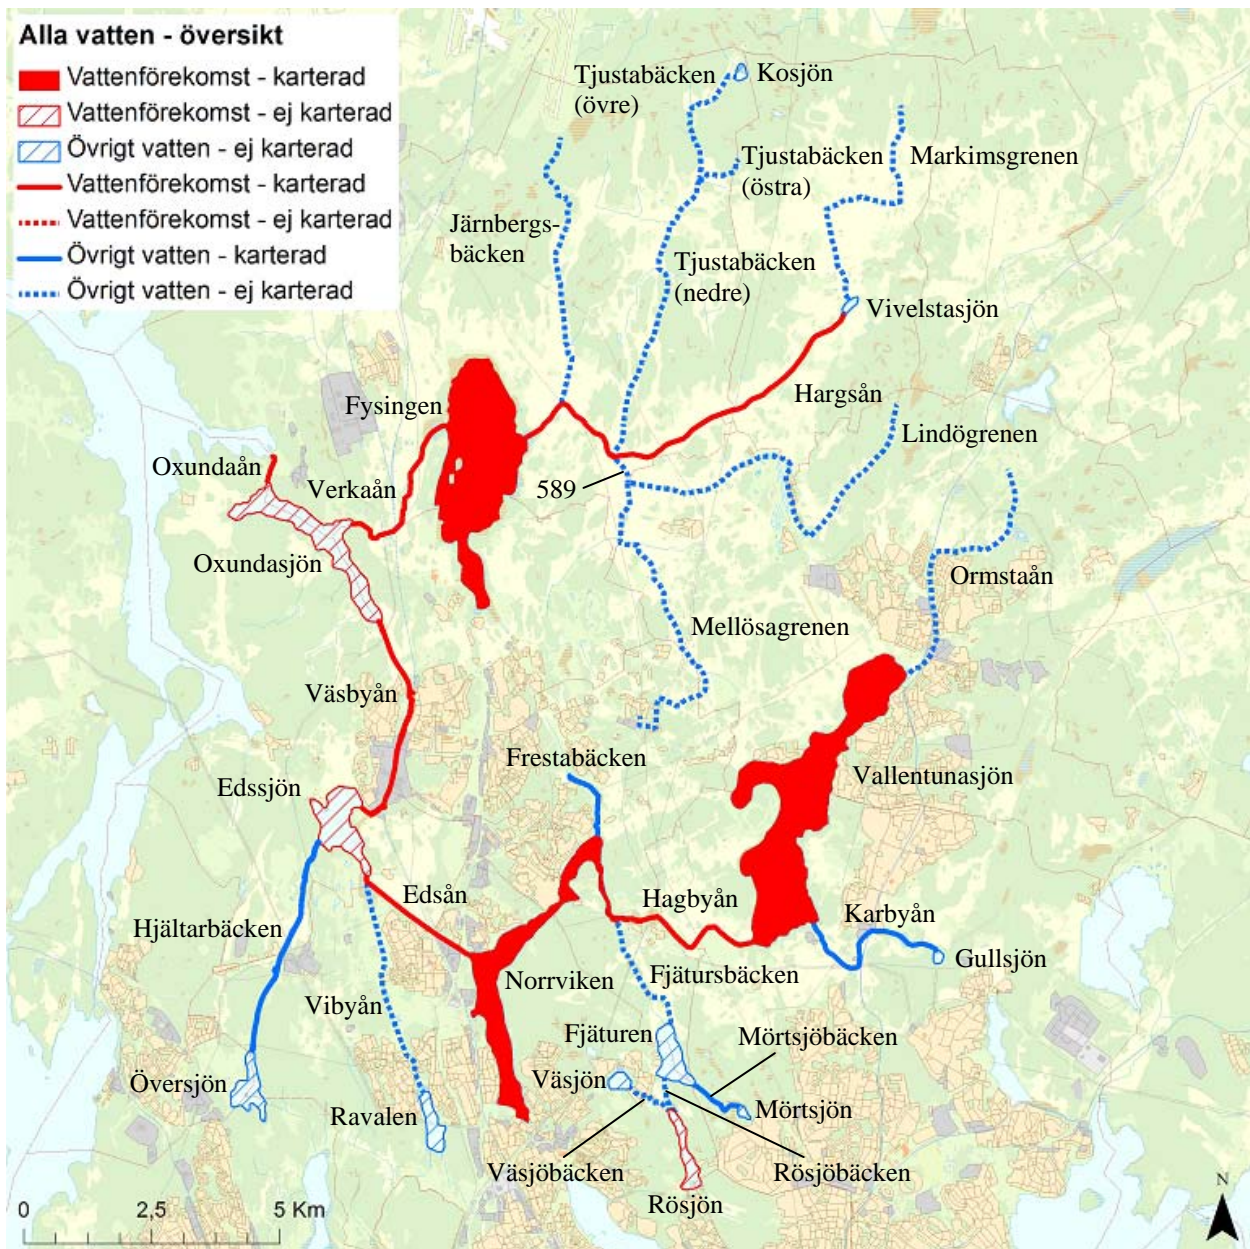 Alla vatten - översikt
Vattenförekomst - karterad
Vattenförekomst - ej karterad
Övrigt vatten - ej karterad
Vattenförekomst - karterad
Vattenförekomst - ej karterad
Övrigt vatten - karterad
Övrigt vatten - ej karterad
Tjustabäcken
(övre)
Kosjön
Tjustabäcken
(östra)
Markimsgrenen
Järnbergs-
bäcken
Tjustabäcken
(nedre)
Vivelstasjön
Hargsån
Fysingen
Lindögrenen
Oxundaån
Verkaån
589
Oxundasjön
Ormstaån
Mellösagrenen
Väsbyån
Frestabäcken
Vallentunasjön
Edssjön
Edsån
Hagbyån
Karbyån
Hjältarbäcken
Gullsjön
Norrviken
Fjätursbäcken
Vibyån
Fjäturen
Mörtsjöbäcken
Översjön
Väsjön
Ravalen
Mörtsjön
Väsjöbäcken
Rösjöbäcken
Rösjön
0 2,5 5 Km
N